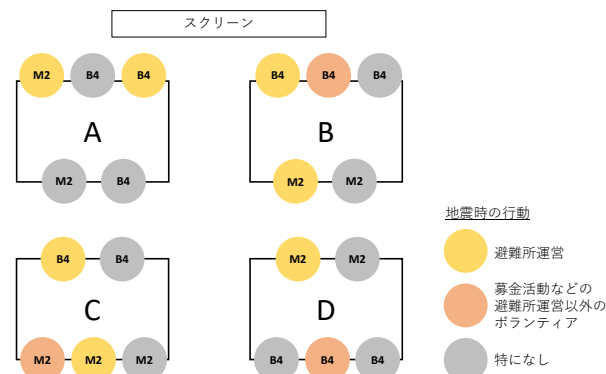 スクリーン
M2 B4 B4
A
M2 B4
B4 B4 B4
B
M2 M2
B4 B4
C
M2 M2 M2
M2 M2
D
B4 B4 B4
地震時の行動
避難所運営
募金活動などの
避難所運営以外の
ボランティア
特になし